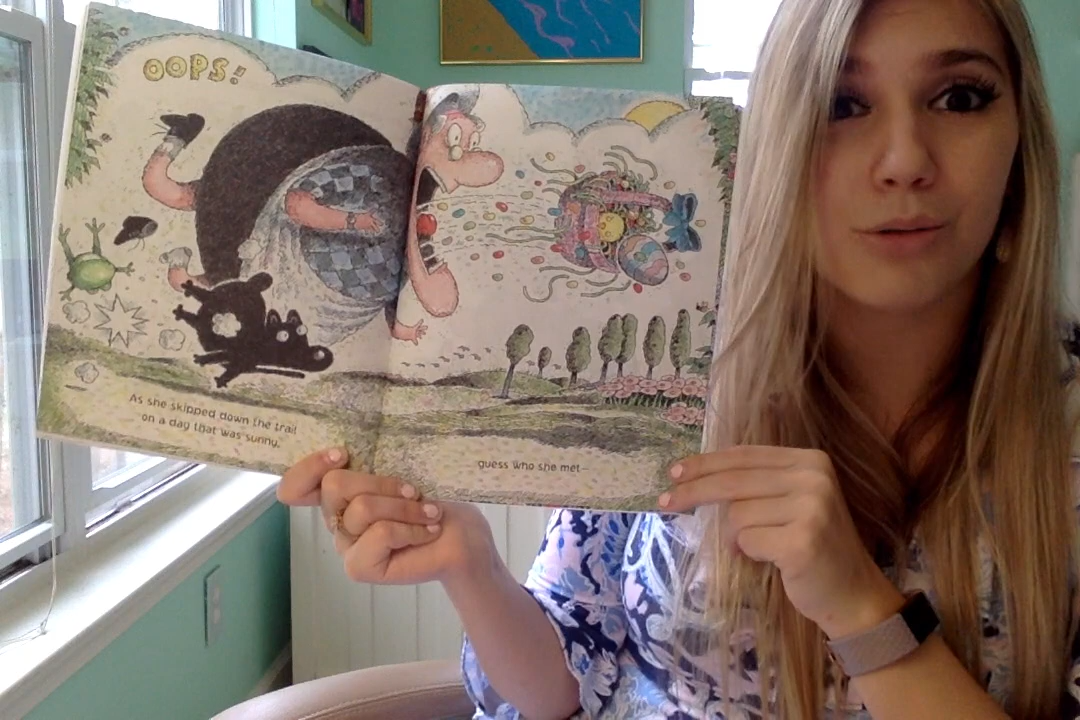 OOPS!
As she skipped down the trail
on a day that was sunny,
guess who she met—